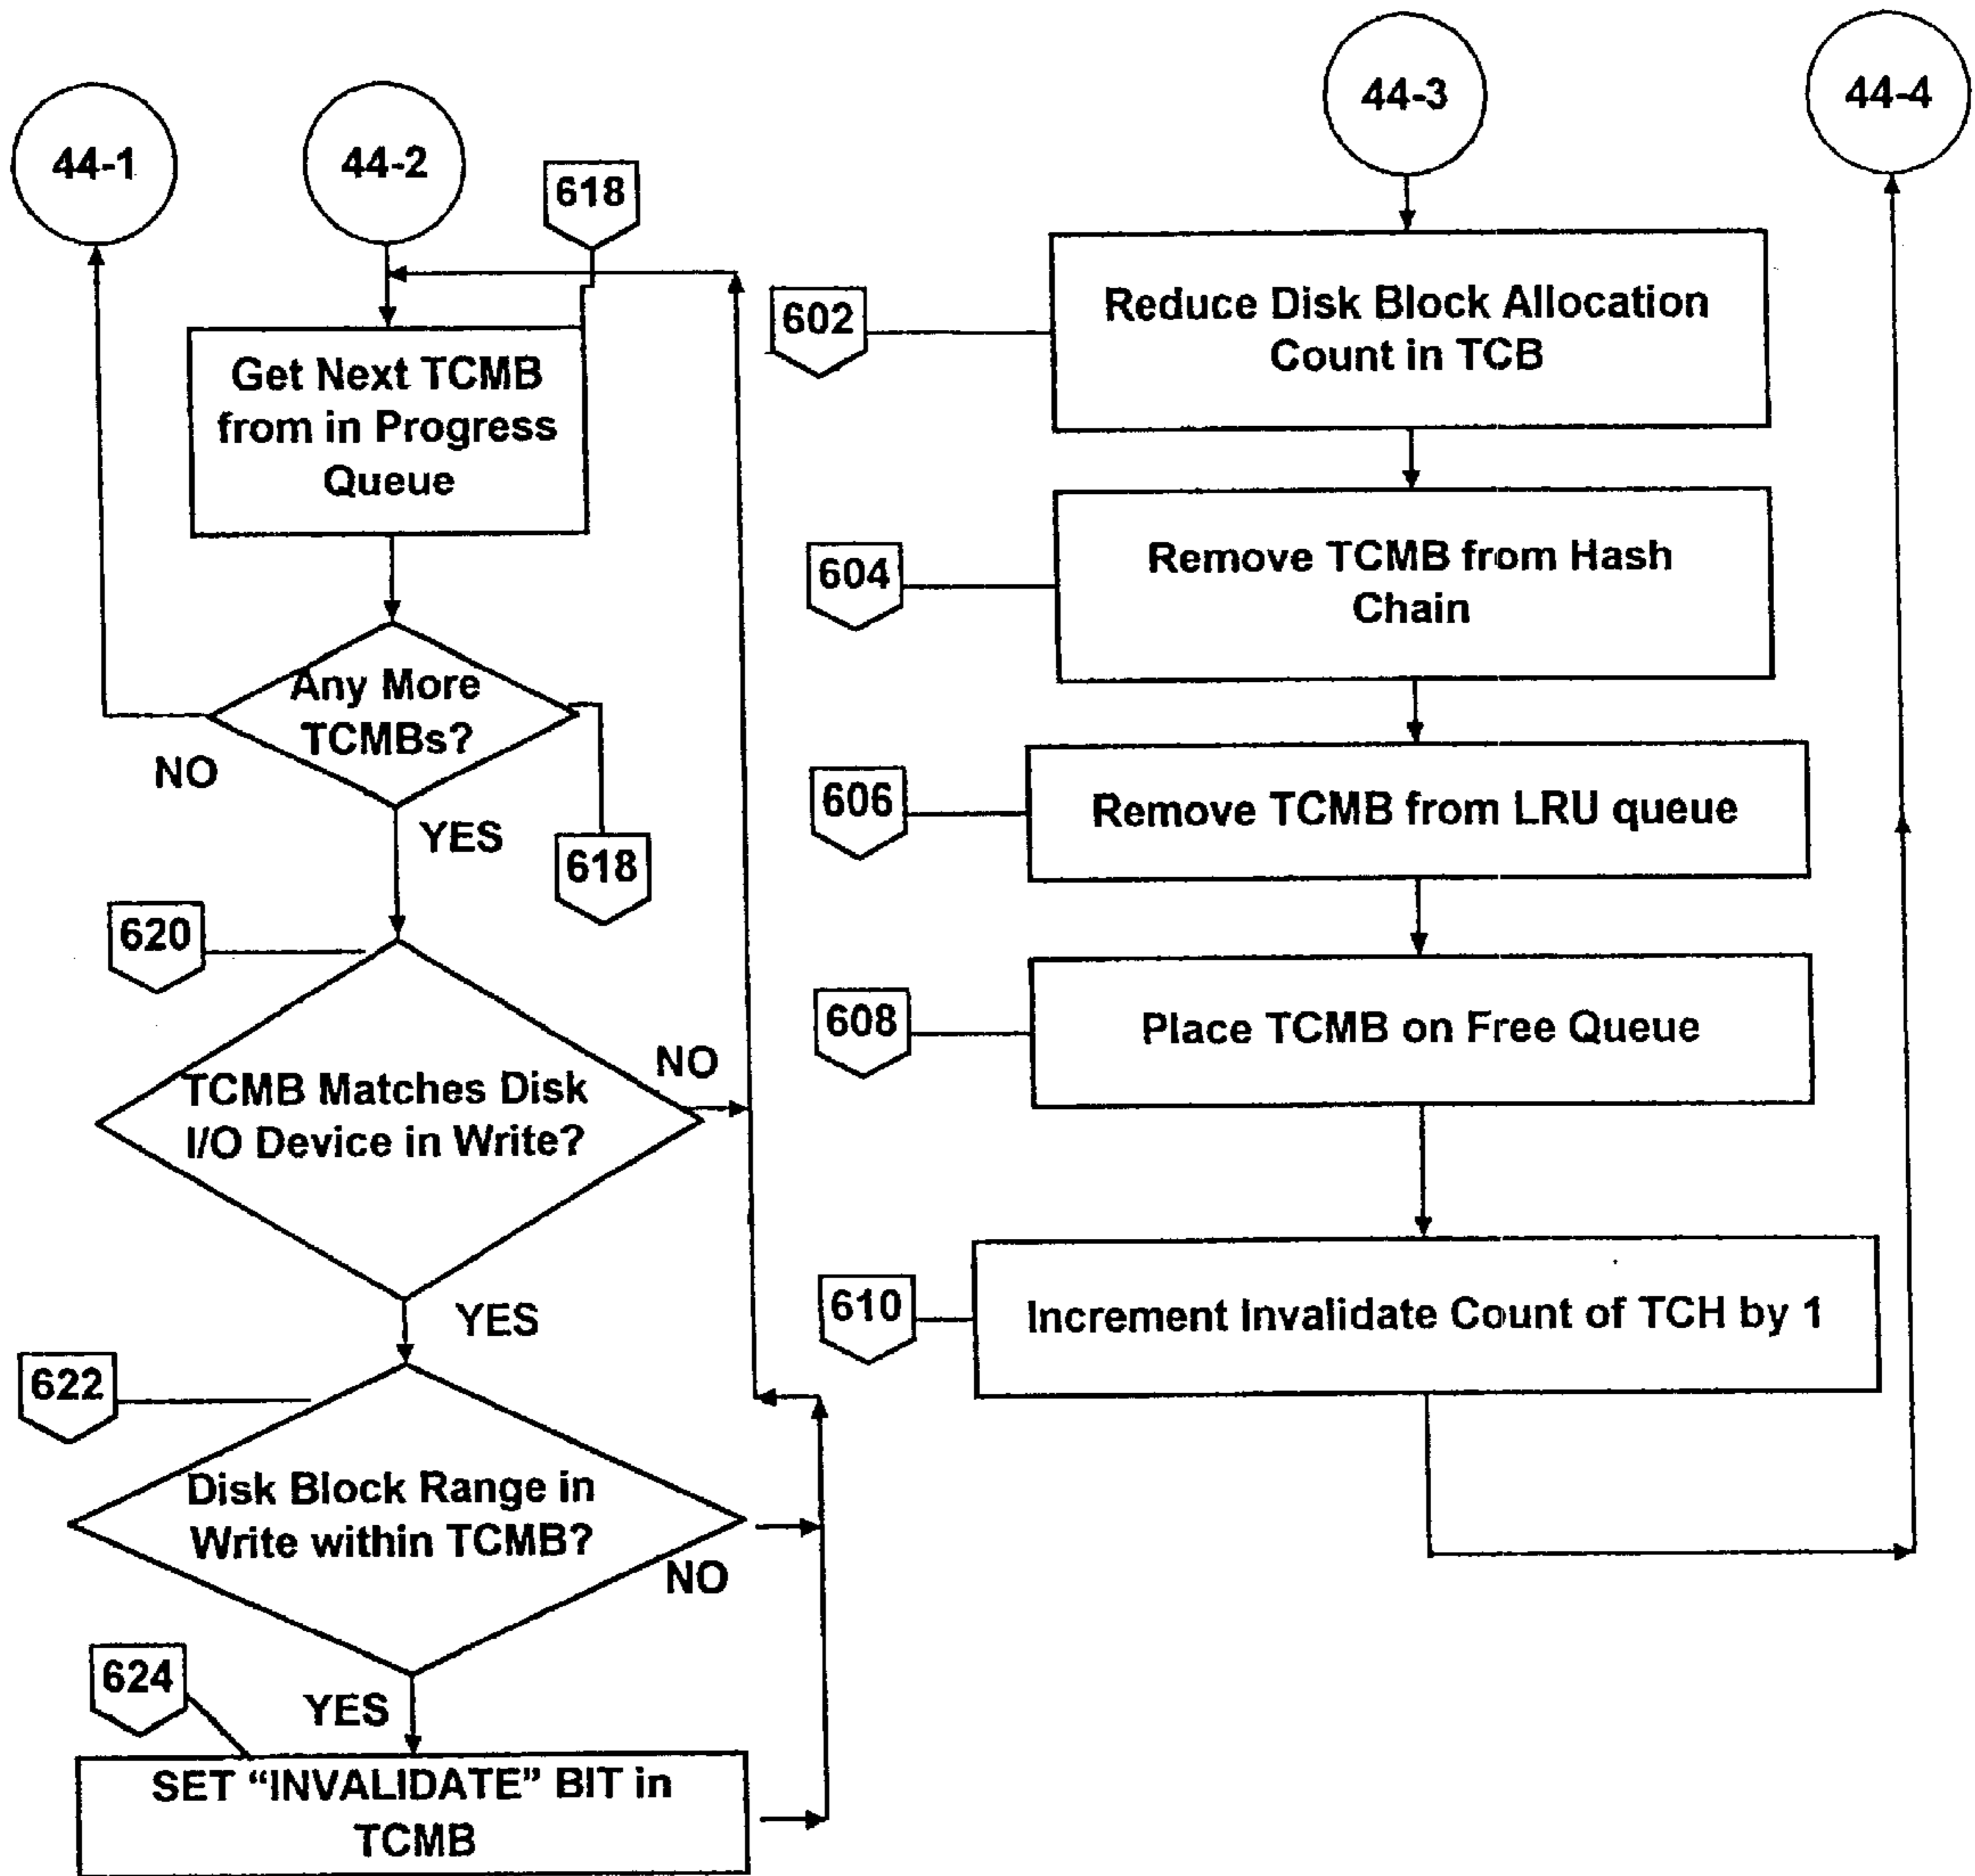 44-1
44-2
618
Get Next TCMB
from in Progress
Queue
Any More
TCMBs?
NO
YES
618
620
TCMB Matches Disk
I/O Device in Write?
NO
YES
622
Disk Block Range in
Write within TCMB?
NO
YES
624
SET “INVALIDATE” BIT in
TCMB
44-3
44-4
602
Reduce Disk Block Allocation
Count in TCB
604
Remove TCMB from Hash
Chain
606
Remove TCMB from LRU queue
608
Place TCMB on Free Queue
610
Increment Invalidate Count of TCH by 1